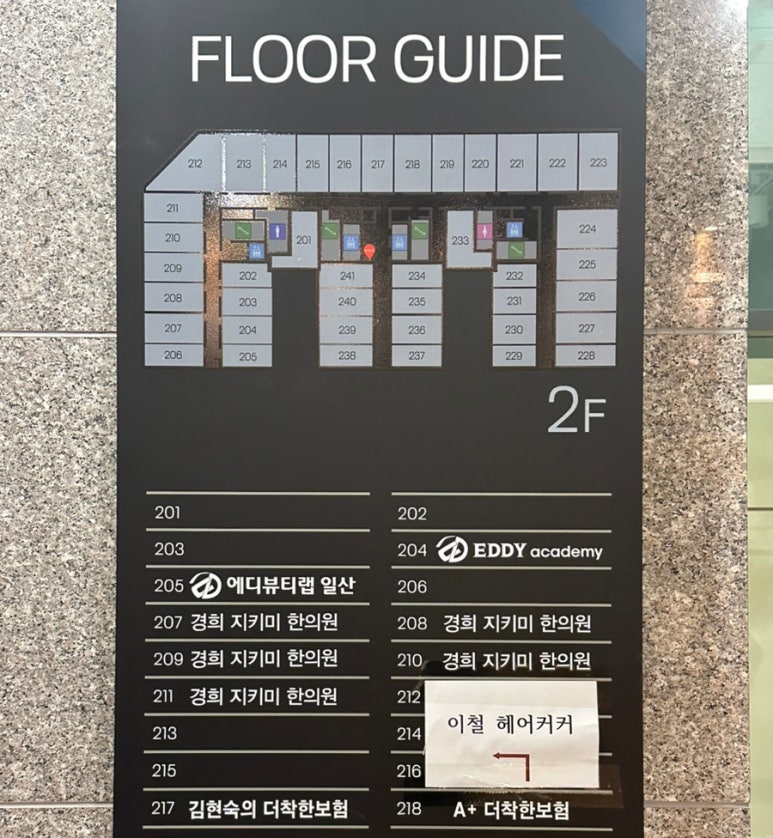 FLOOR GUIDE
212 213 214 215 216 217 218 219 220 221 222 223
211
210
209
208
207
206
201
202
203
204
205
241
240
239
238
234
235
236
237
233
232
231
230
229
224
225
226
227
228
2F
201
202
203
204 EDDY academy
205 에디뷰티랩 일산
206
207 경희 지키미 한의원
208 경희 지키미 한의원
209 경희 지키미 한의원
210 경희 지키미 한의원
211 경희 지키미 한의원
212
213
214
215
216
이철 헤어커커
217 김현숙의 더착한보험
218 A+ 더착한보험